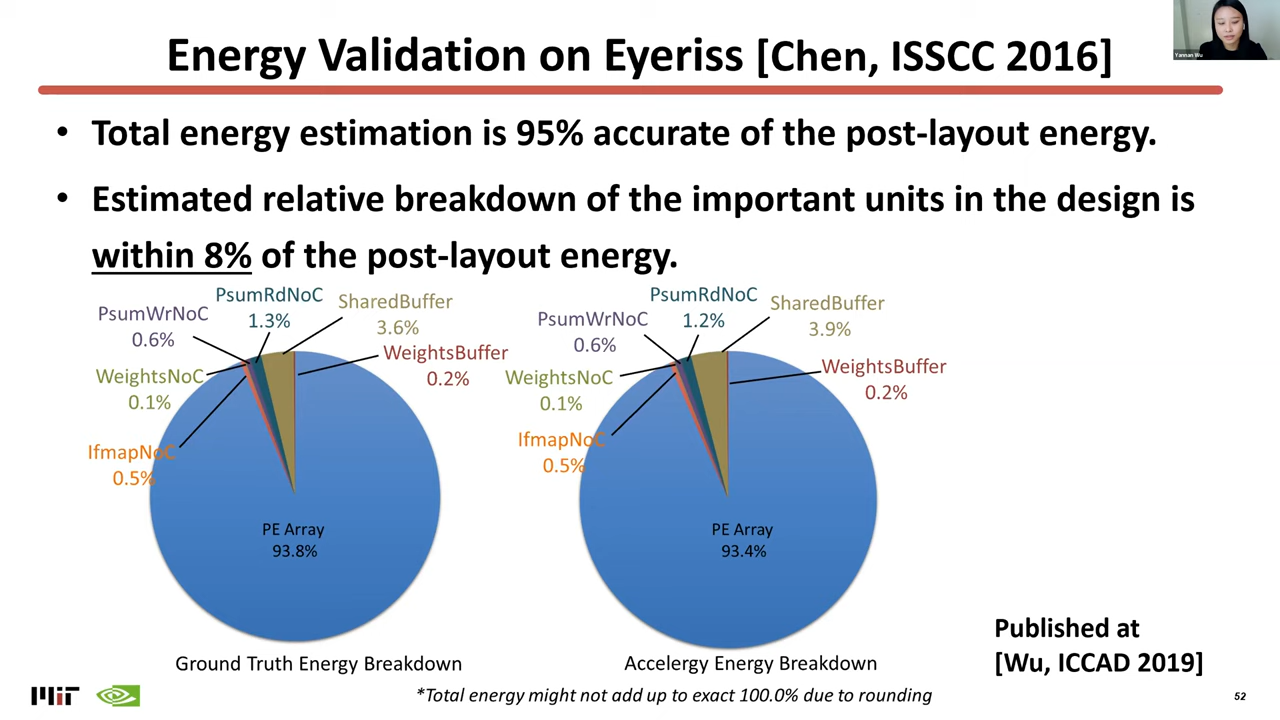 Energy Validation on Eyeriss [Chen, ISSCC 2016]
Yannan Wu
• Total energy estimation is 95% accurate of the post-layout energy.
• Estimated relative breakdown of the important units in the design is
within 8% of the post-layout energy.
PsumWrNoC
0.6%
PsumRdNoC
1.3%
SharedBuffer
3.6%
WeightsBuffer
0.2%
WeightsNoC
0.1%
IfmapNoC
0.5%
PE Array
93.8%
Ground Truth Energy Breakdown
PsumWrNoC
0.6%
PsumRdNoC
1.2%
SharedBuffer
3.9%
WeightsBuffer
0.2%
WeightsNoC
0.1%
IfmapNoC
0.5%
PE Array
93.4%
Accelergy Energy Breakdown
Published at
[Wu, ICCAD 2019]
MIT
*Total energy might not add up to exact 100.0% due to rounding
52